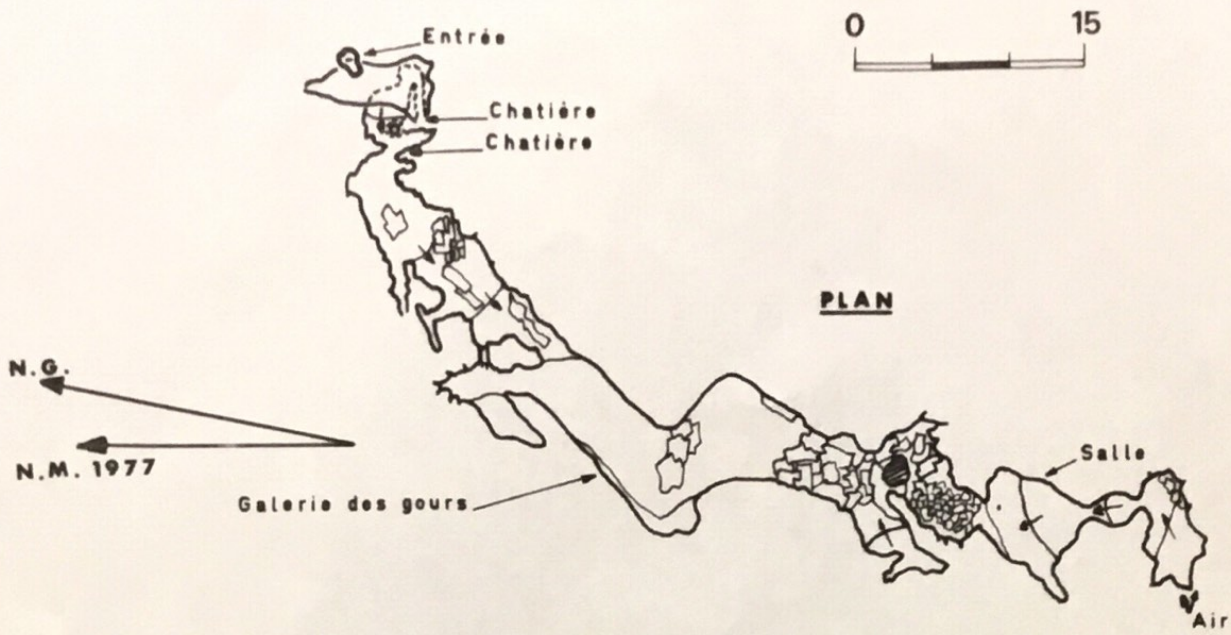 0 15
Entrée
Chatière
Chatière
PLAN
N.G.
N.M. 1977
Salle
Galerie des gours
Air